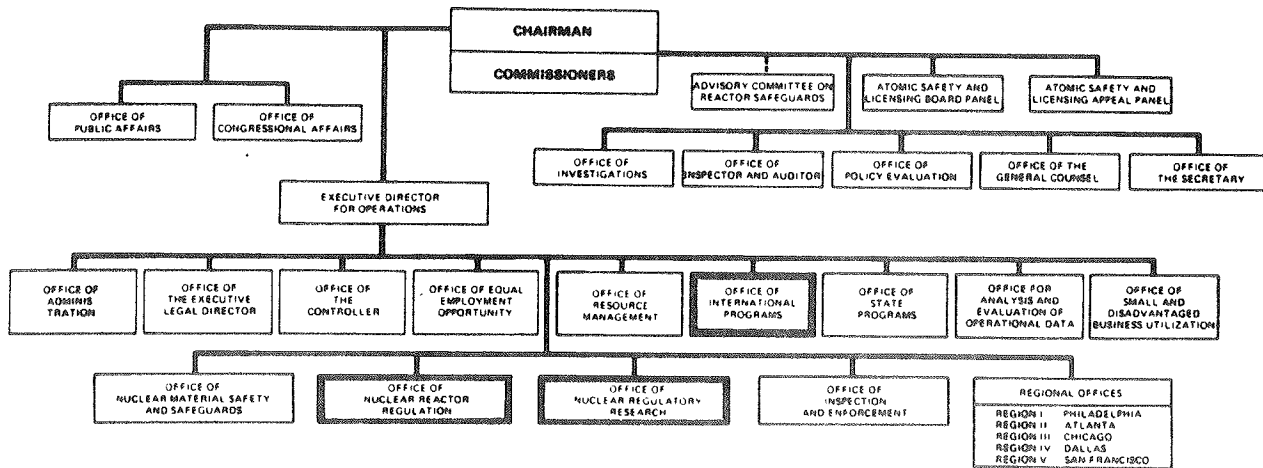 CHAIRMAN
COMMISSIONERS
ADVISORY COMMITTEE ON
REACTOR SAFEGUARDS
ATOMIC SAFETY AND
LICENSING BOARD PANEL
ATOMIC SAFETY AND
LICENSING APPEAL PANEL
OFFICE OF
PUBLIC AFFAIRS
OFFICE OF
CONGRESSIONAL AFFAIRS
OFFICE OF
INVESTIGATIONS
OFFICE OF
INSPECTOR AND AUDITOR
OFFICE OF
POLICY EVALUATION
OFFICE OF THE
GENERAL COUNSEL
OFFICE OF
THE SECRETARY
EXECUTIVE DIRECTOR
FOR OPERATIONS
OFFICE OF
ADMINIS
TRATION
OFFICE OF
THE EXECUTIVE
LEGAL DIRECTOR
OFFICE OF
THE
CONTROLLER
OFFICE OF EQUAL
EMPLOYMENT
OPPORTUNITY
OFFICE OF
RESOURCE
MANAGEMENT
OFFICE OF
INTERNATIONAL
PROGRAMS
OFFICE OF
STATE
PROGRAMS
OFFICE FOR
ANALYSIS AND
EVALUATION OF
OPERATIONAL DATA
OFFICE OF
SMALL AND
DISADVANTAGED
BUSINESS UTILIZATION
OFFICE OF
NUCLEAR MATERIAL SAFETY
AND SAFEGUARDS
OFFICE OF
NUCLEAR REACTOR
REGULATION
OFFICE OF
NUCLEAR REGULATORY
RESEARCH
OFFICE OF
INSPECTION
AND ENFORCEMENT
REGIONAL OFFICES
REGION I PHILADELPHIA
REGION II ATLANTA
REGION III CHICAGO
REGION IV DALLAS
REGION V SAN FRANCISCO